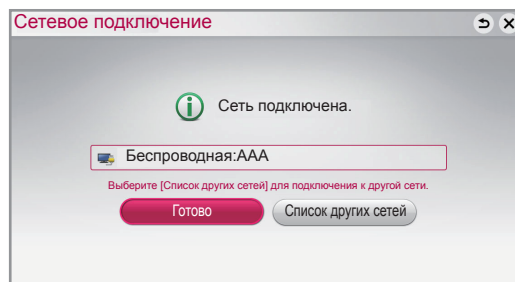 Сетевое подключение
Сеть подключена.
Беспроводная:AAA
Выберите [Список других сетей] для подключения к другой сети.
Готово
Список других сетей